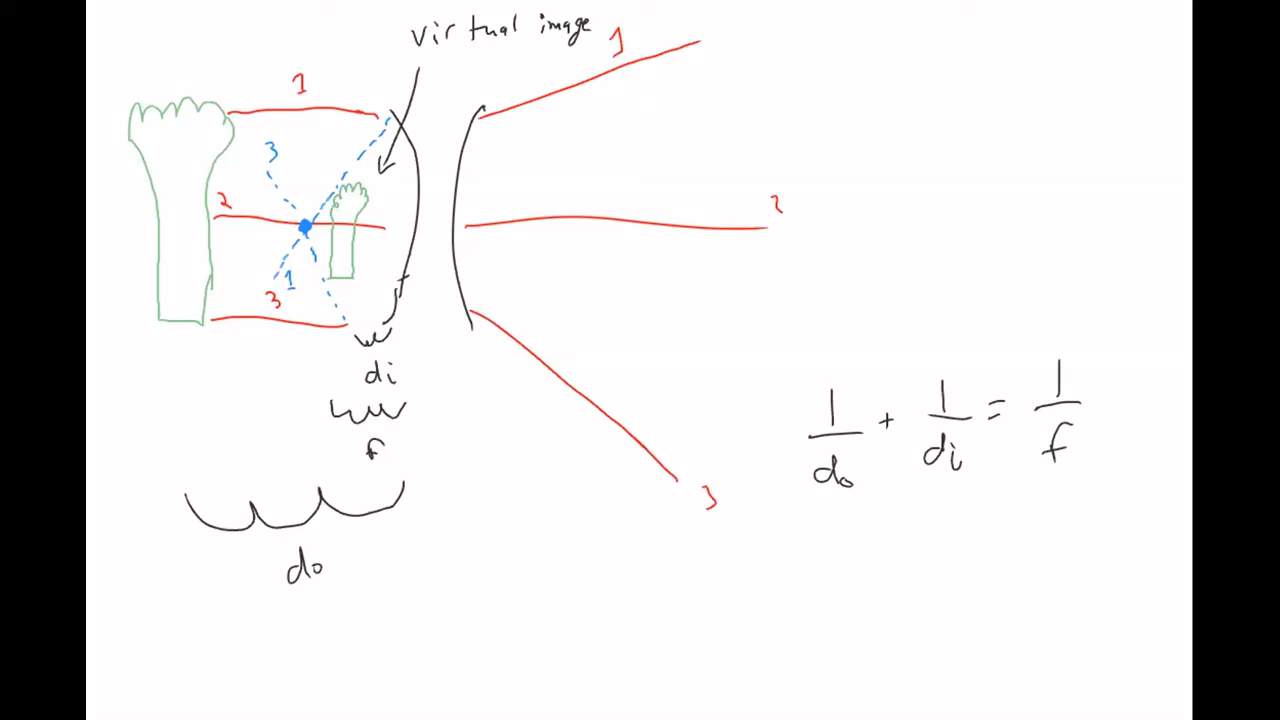 virtual image
1
1
3
2
2
1
3
di
f
do
3
1/do + 1/di = 1/f